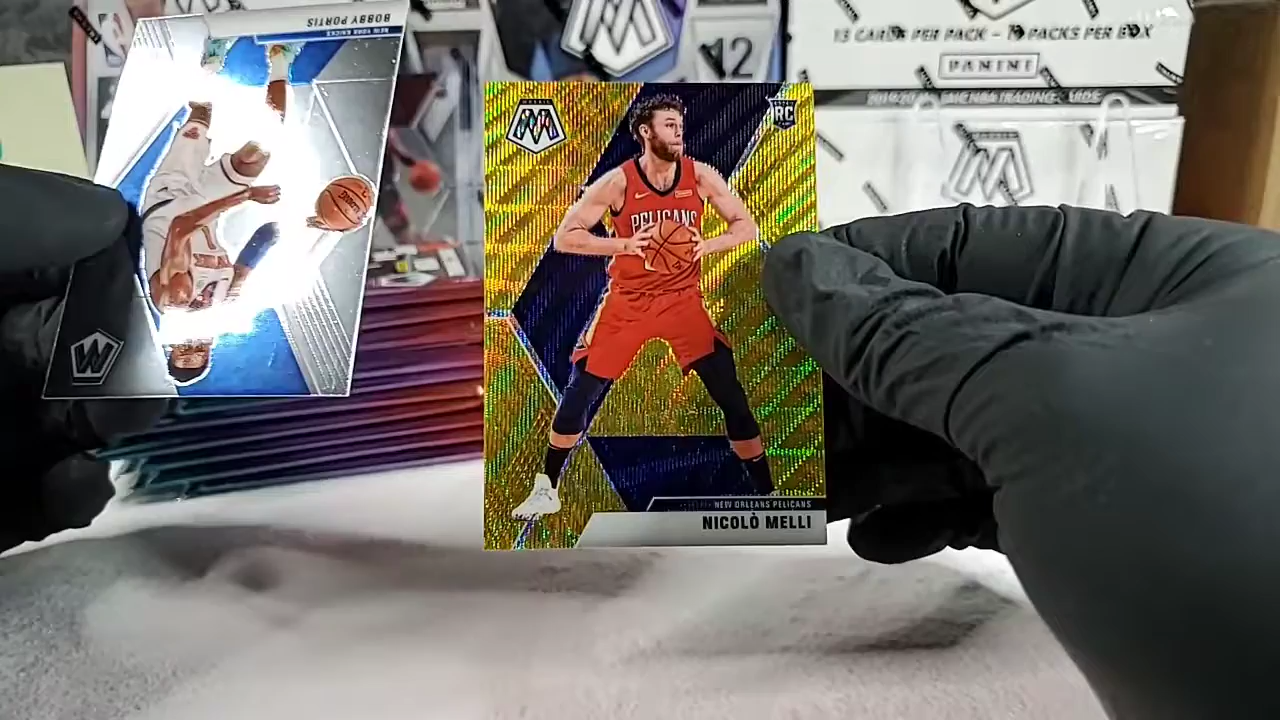 BOBBY PORTIS
NEW YORK KNICKS
12
13 CARDS PER PACK – 10 PACKS PER BOX
PANINI
MOSAIC
RC
PELICANS
NEW ORLEANS PELICANS
NICOLÒ MELLI